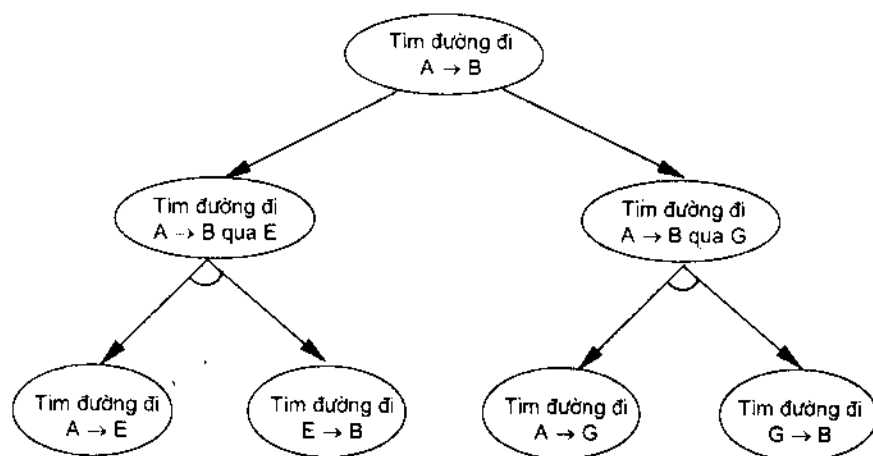 Tìm đường đi
A → B
Tìm đường đi
A → B qua E
Tìm đường đi
A → B qua G
Tìm đường đi
A → E
Tìm đường đi
E → B
Tìm đường đi
A → G
Tìm đường đi
G → B